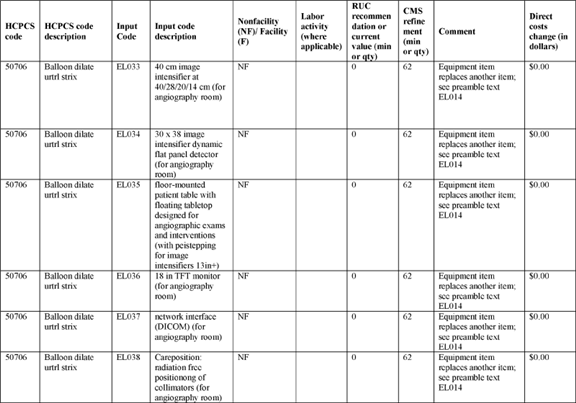 HCPCS code | HCPCS code description | Input Code | Input code description | Nonfacility (NF)/ Facility (F) | Labor activity (where applicable) | RUC recommen dation or current value (min or qty) | CMS refine ment (min or qty) | Comment | Direct costs change (in dollars)
50706 | Balloon dilate urtrl strix | EL033 | 40 cm image intensifier at 40/28/20/14 cm (for angiography room) | NF | | 0 | 62 | Equipment item replaces another item; see preamble text EL014 | $0.00
50706 | Balloon dilate urtrl strix | EL034 | 30 x 38 image intensifier dynamic flat panel detector (for angiography room) | NF | | 0 | 62 | Equipment item replaces another item; see preamble text EL014 | $0.00
50706 | Balloon dilate urtrl strix | EL035 | floor-mounted patient table with floating tabletop designed for angiographic exams and interventions (with peistepping for image intensifiers 13in+) | NF | | 0 | 62 | Equipment item replaces another item; see preamble text EL014 | $0.00
50706 | Balloon dilate urtrl strix | EL036 | 18 in TFT monitor (for angiography room) | NF | | 0 | 62 | Equipment item replaces another item; see preamble text EL014 | $0.00
50706 | Balloon dilate urtrl strix | EL037 | network interface (DICOM) (for angiography room) | NF | | 0 | 62 | Equipment item replaces another item; see preamble text EL014 | $0.00
50706 | Balloon dilate urtrl strix | EL038 | Careposition: radiation free positionong of collimators (for angiography room) | NF | | 0 | 62 | Equipment item replaces another item; see preamble text EL014 | $0.00